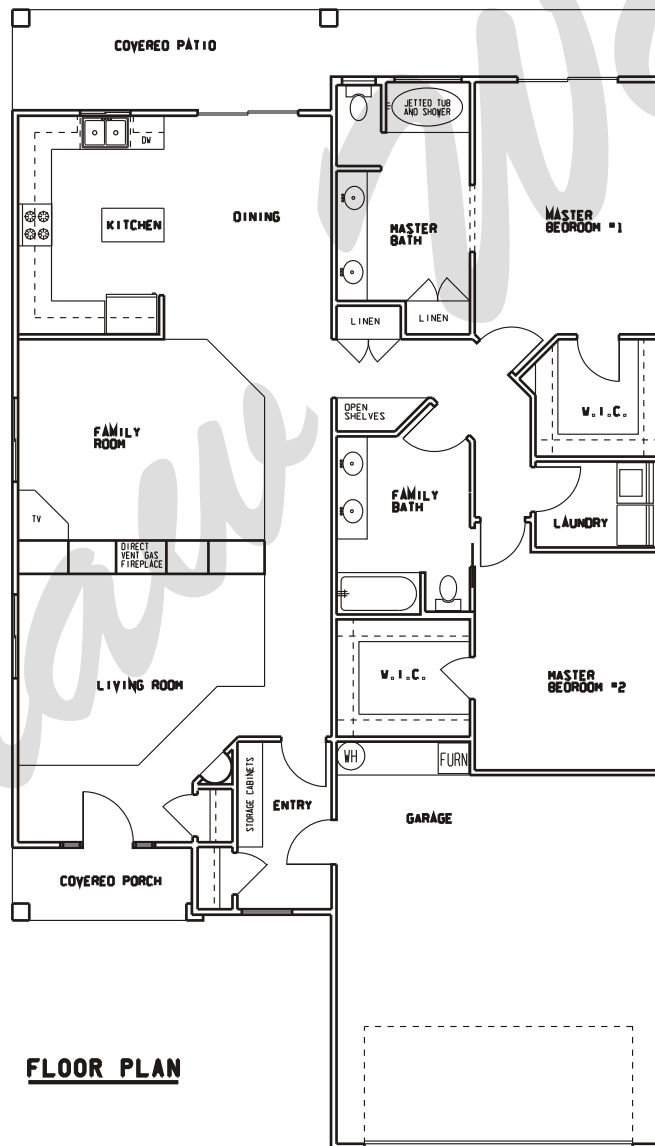 COVERED PATIO
JETTED TUB
AND SHOWER
DW
KITCHEN
DINING
MASTER
BATH
MASTER
BEDROOM #1
LINEN
LINEN
OPEN
SHELVES
W.I.C.
FAMILY
ROOM
FAMILY
BATH
LAUNDRY
TV
DIRECT
VENT GAS
FIREPLACE
LIVING ROOM
W.I.C.
MASTER
BEDROOM #2
WH
FURN
STORAGE CABINETS
ENTRY
GARAGE
COVERED PORCH
FLOOR PLAN